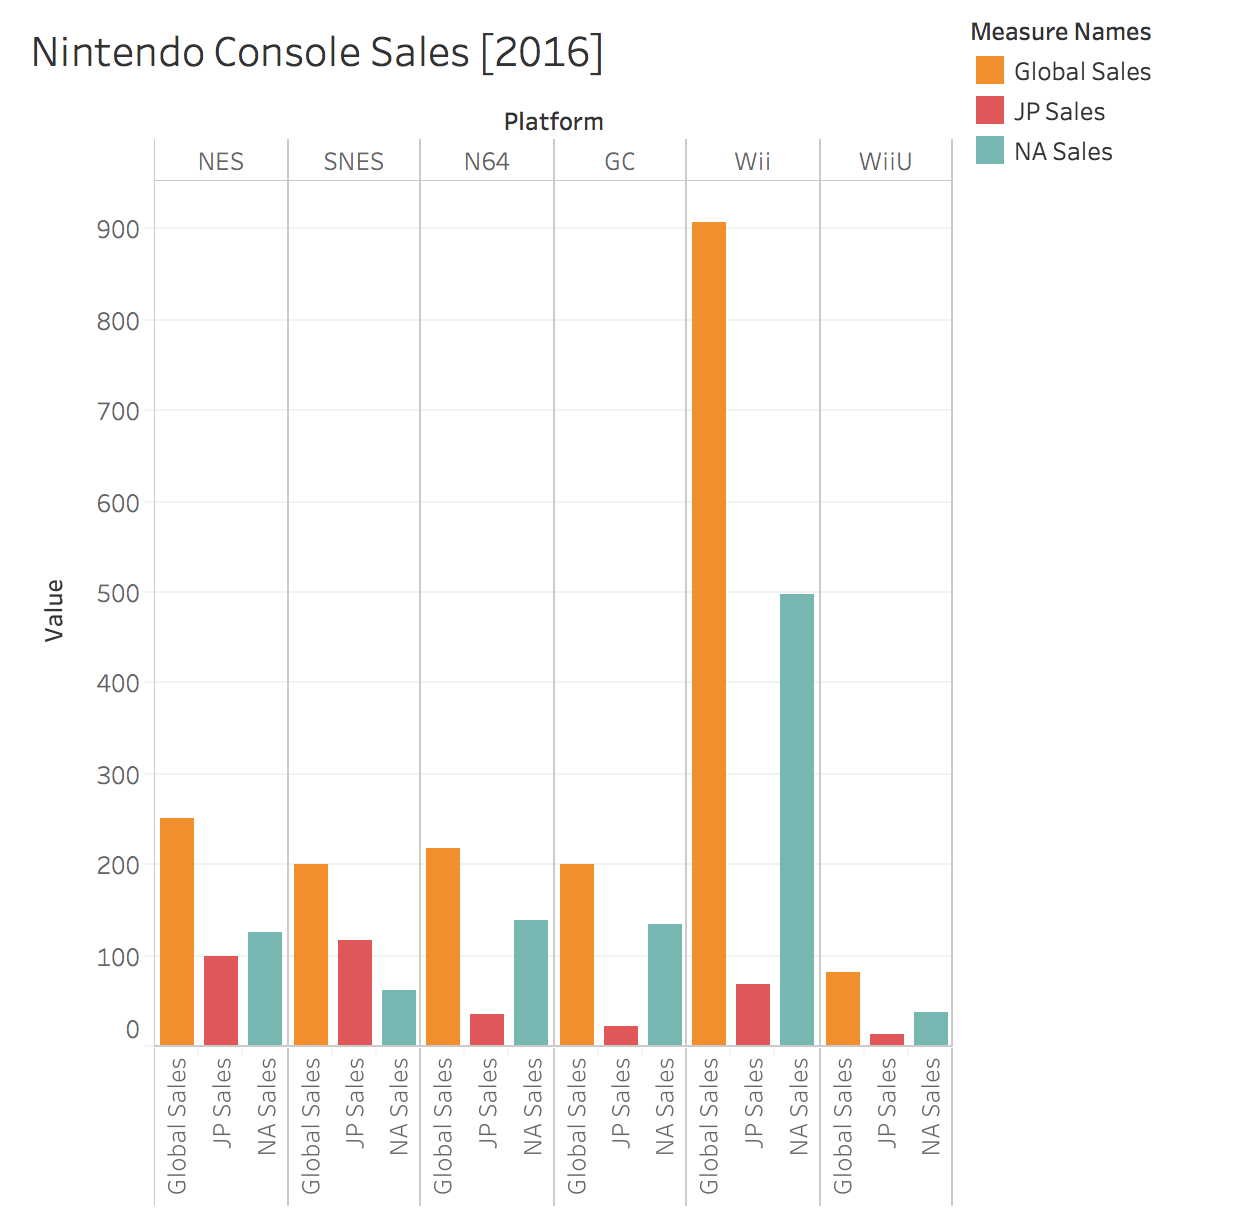 Nintendo Console Sales [2016]
Measure Names
Global Sales
JP Sales
NA Sales
Platform
NES SNES N64 GC Wii WiiU
Value
900
800
700
600
500
400
300
200
100
0
Global Sales
JP Sales
NA Sales
Global Sales
JP Sales
NA Sales
Global Sales
JP Sales
NA Sales
Global Sales
JP Sales
NA Sales
Global Sales
JP Sales
NA Sales
Global Sales
JP Sales
NA Sales